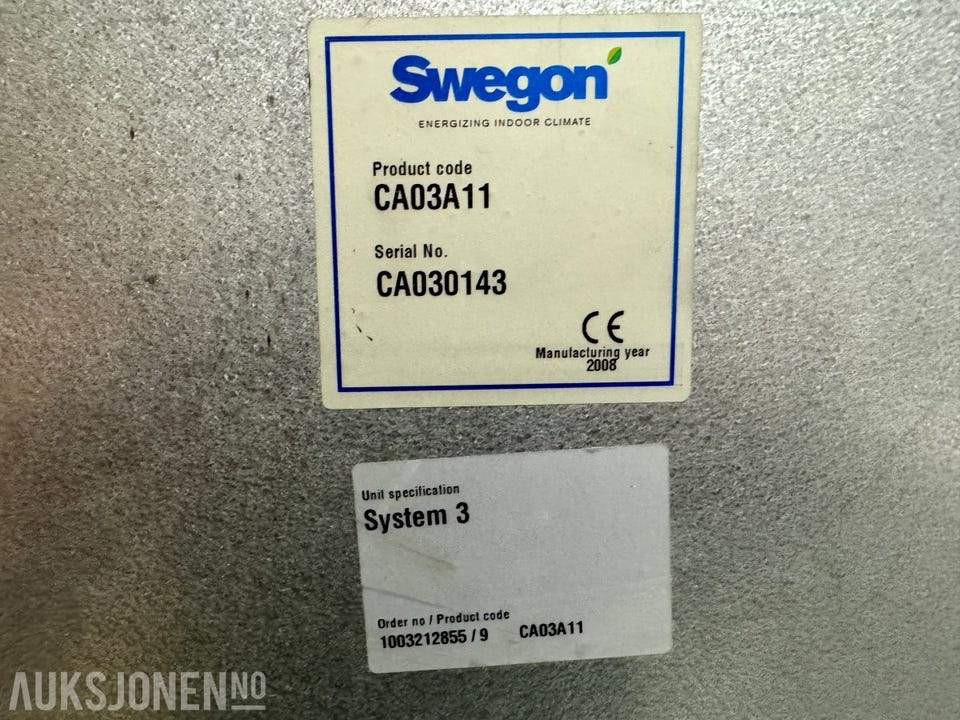 Swegon
ENERGIZING INDOOR CLIMATE
Product code
CA03A11
Serial No.
CA030143
CE
Manufacturing year
2008
Unit specification
System 3
Order no / Product code
1003212855 / 9 CA03A11
AUKSJONEN NO